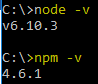 C:\>node -v
v6.10.3
C:\>npm -v
4.6.1